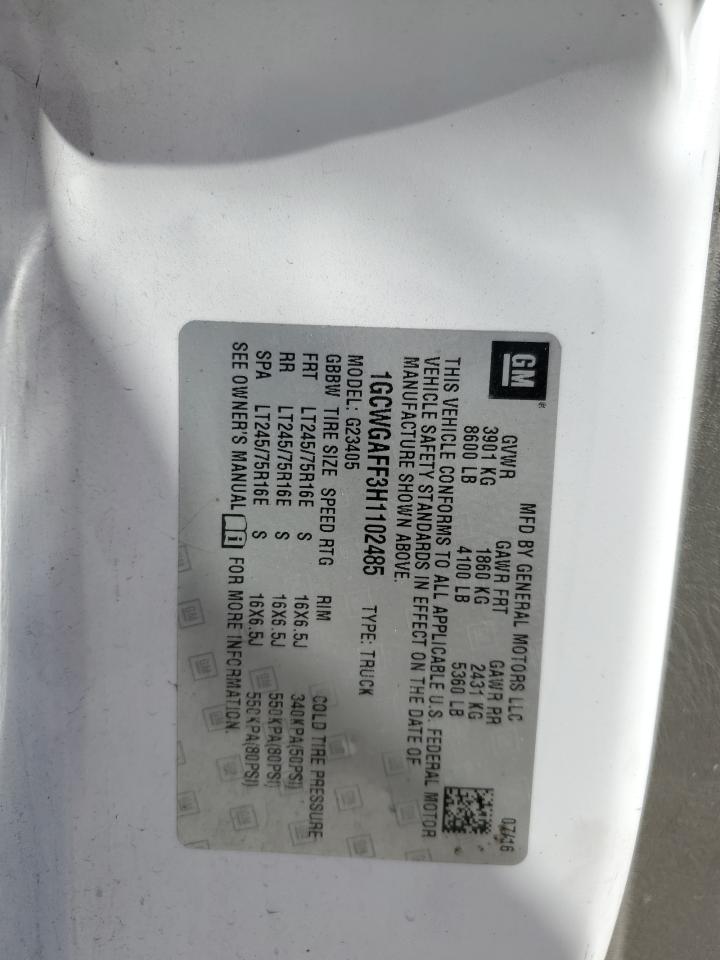 GM
MFD BY GENERAL MOTORS LLC 07/16
GVWR GAWR FRT GAWR RR
3901 KG 1860 KG 2431 KG
8600 LB 4100 LB 5360 LB
THIS VEHICLE CONFORMS TO ALL APPLICABLE U.S. FEDERAL MOTOR
VEHICLE SAFETY STANDARDS IN EFFECT ON THE DATE OF
MANUFACTURE SHOWN ABOVE.
1GCWGAFF3H1102485 TYPE: TRUCK
MODEL: G23405
GBBW TIRE SIZE SPEED RTG RIM COLD TIRE PRESSURE
FRT LT245/75R16E S 16X6.5J 340KPA(50PSI)
RR LT245/75R16E S 16X6.5J 550KPA(80PSI)
SPA LT245/75R16E S 16X6.5J 550KPA(80PSI)
SEE OWNER'S MANUAL i FOR MORE INFORMATION.